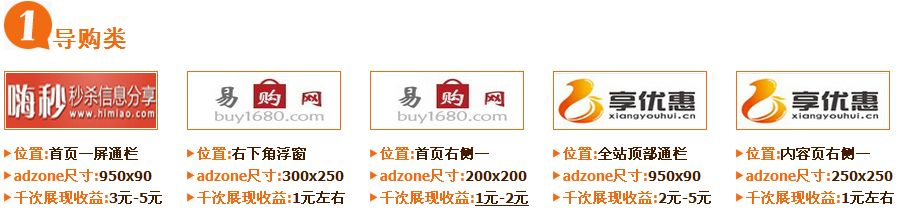 1
导购类
嗨秒 秒杀信息分享
www.himiao.com
位置:首页一屏通栏
adzone尺寸:950x90
千次展现收益:3元-5元
易购网
buy1680.com
位置:右下角浮窗
adzone尺寸:300x250
千次展现收益:1元左右
易购网
buy1680.com
位置:首页右侧一
adzone尺寸:200x200
千次展现收益:1元-2元
享优惠
xiangyouhui.cn
位置:全站顶部通栏
adzone尺寸:950x90
千次展现收益:2元-5元
享优惠
xiangyouhui.cn
位置:内容页右侧一
adzone尺寸:250x250
千次展现收益:1元左右